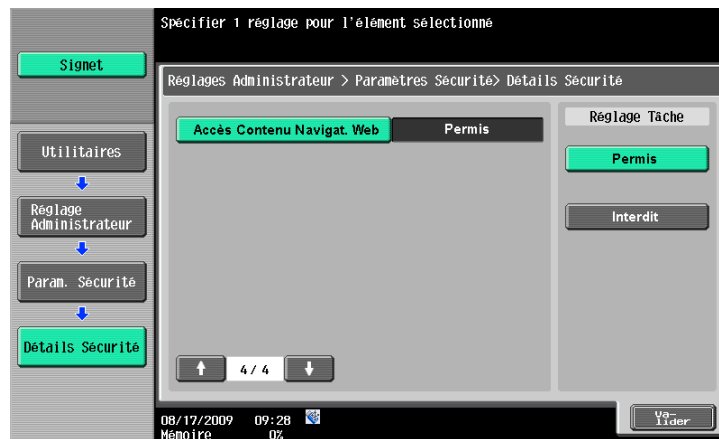 Spécifier 1 réglage pour l'élément sélectionné
Signet
Réglages Administrateur > Paramètres Sécurité> Détails Sécurité
Accès Contenu Navigat. Web
Permis
Réglage Tâche
Permis
Interdit
Utilitaires
Réglage
Administrateur
Param. Sécurité
Détails Sécurité
4/ 4
08/17/2009 09:28
Mémoire 0%
Va-
lider